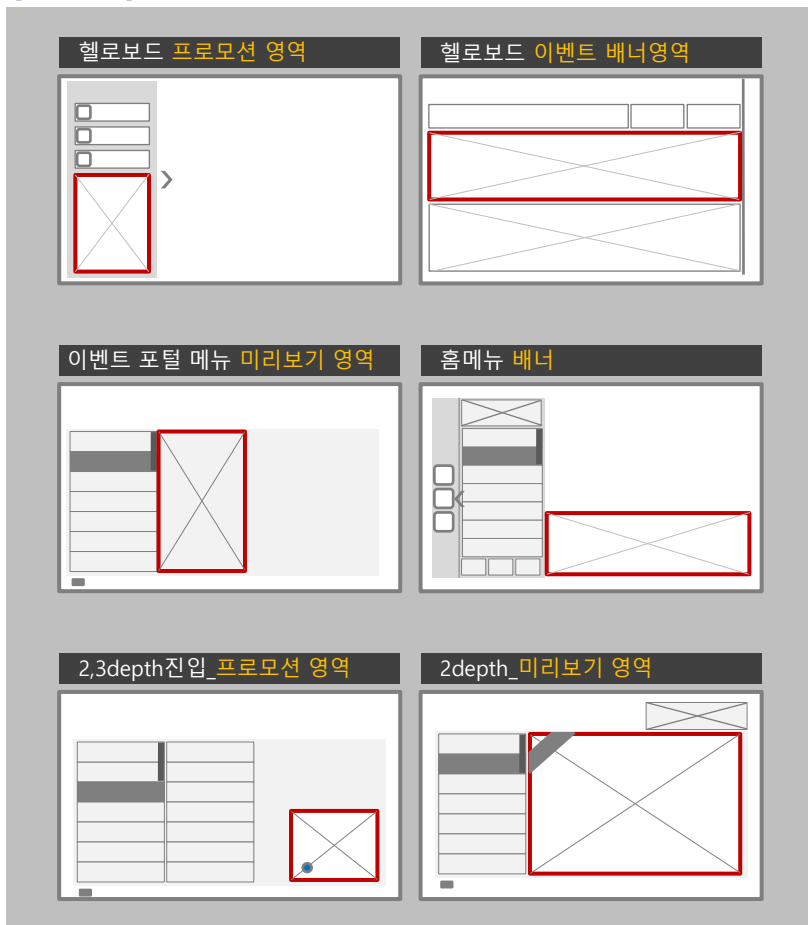 헬로보드 프로모션 영역
헬로보드 이벤트 배너영역
이벤트 포털 메뉴 미리보기 영역
홈메뉴 배너
2,3depth진입_프로모션 영역
2depth_미리보기 영역